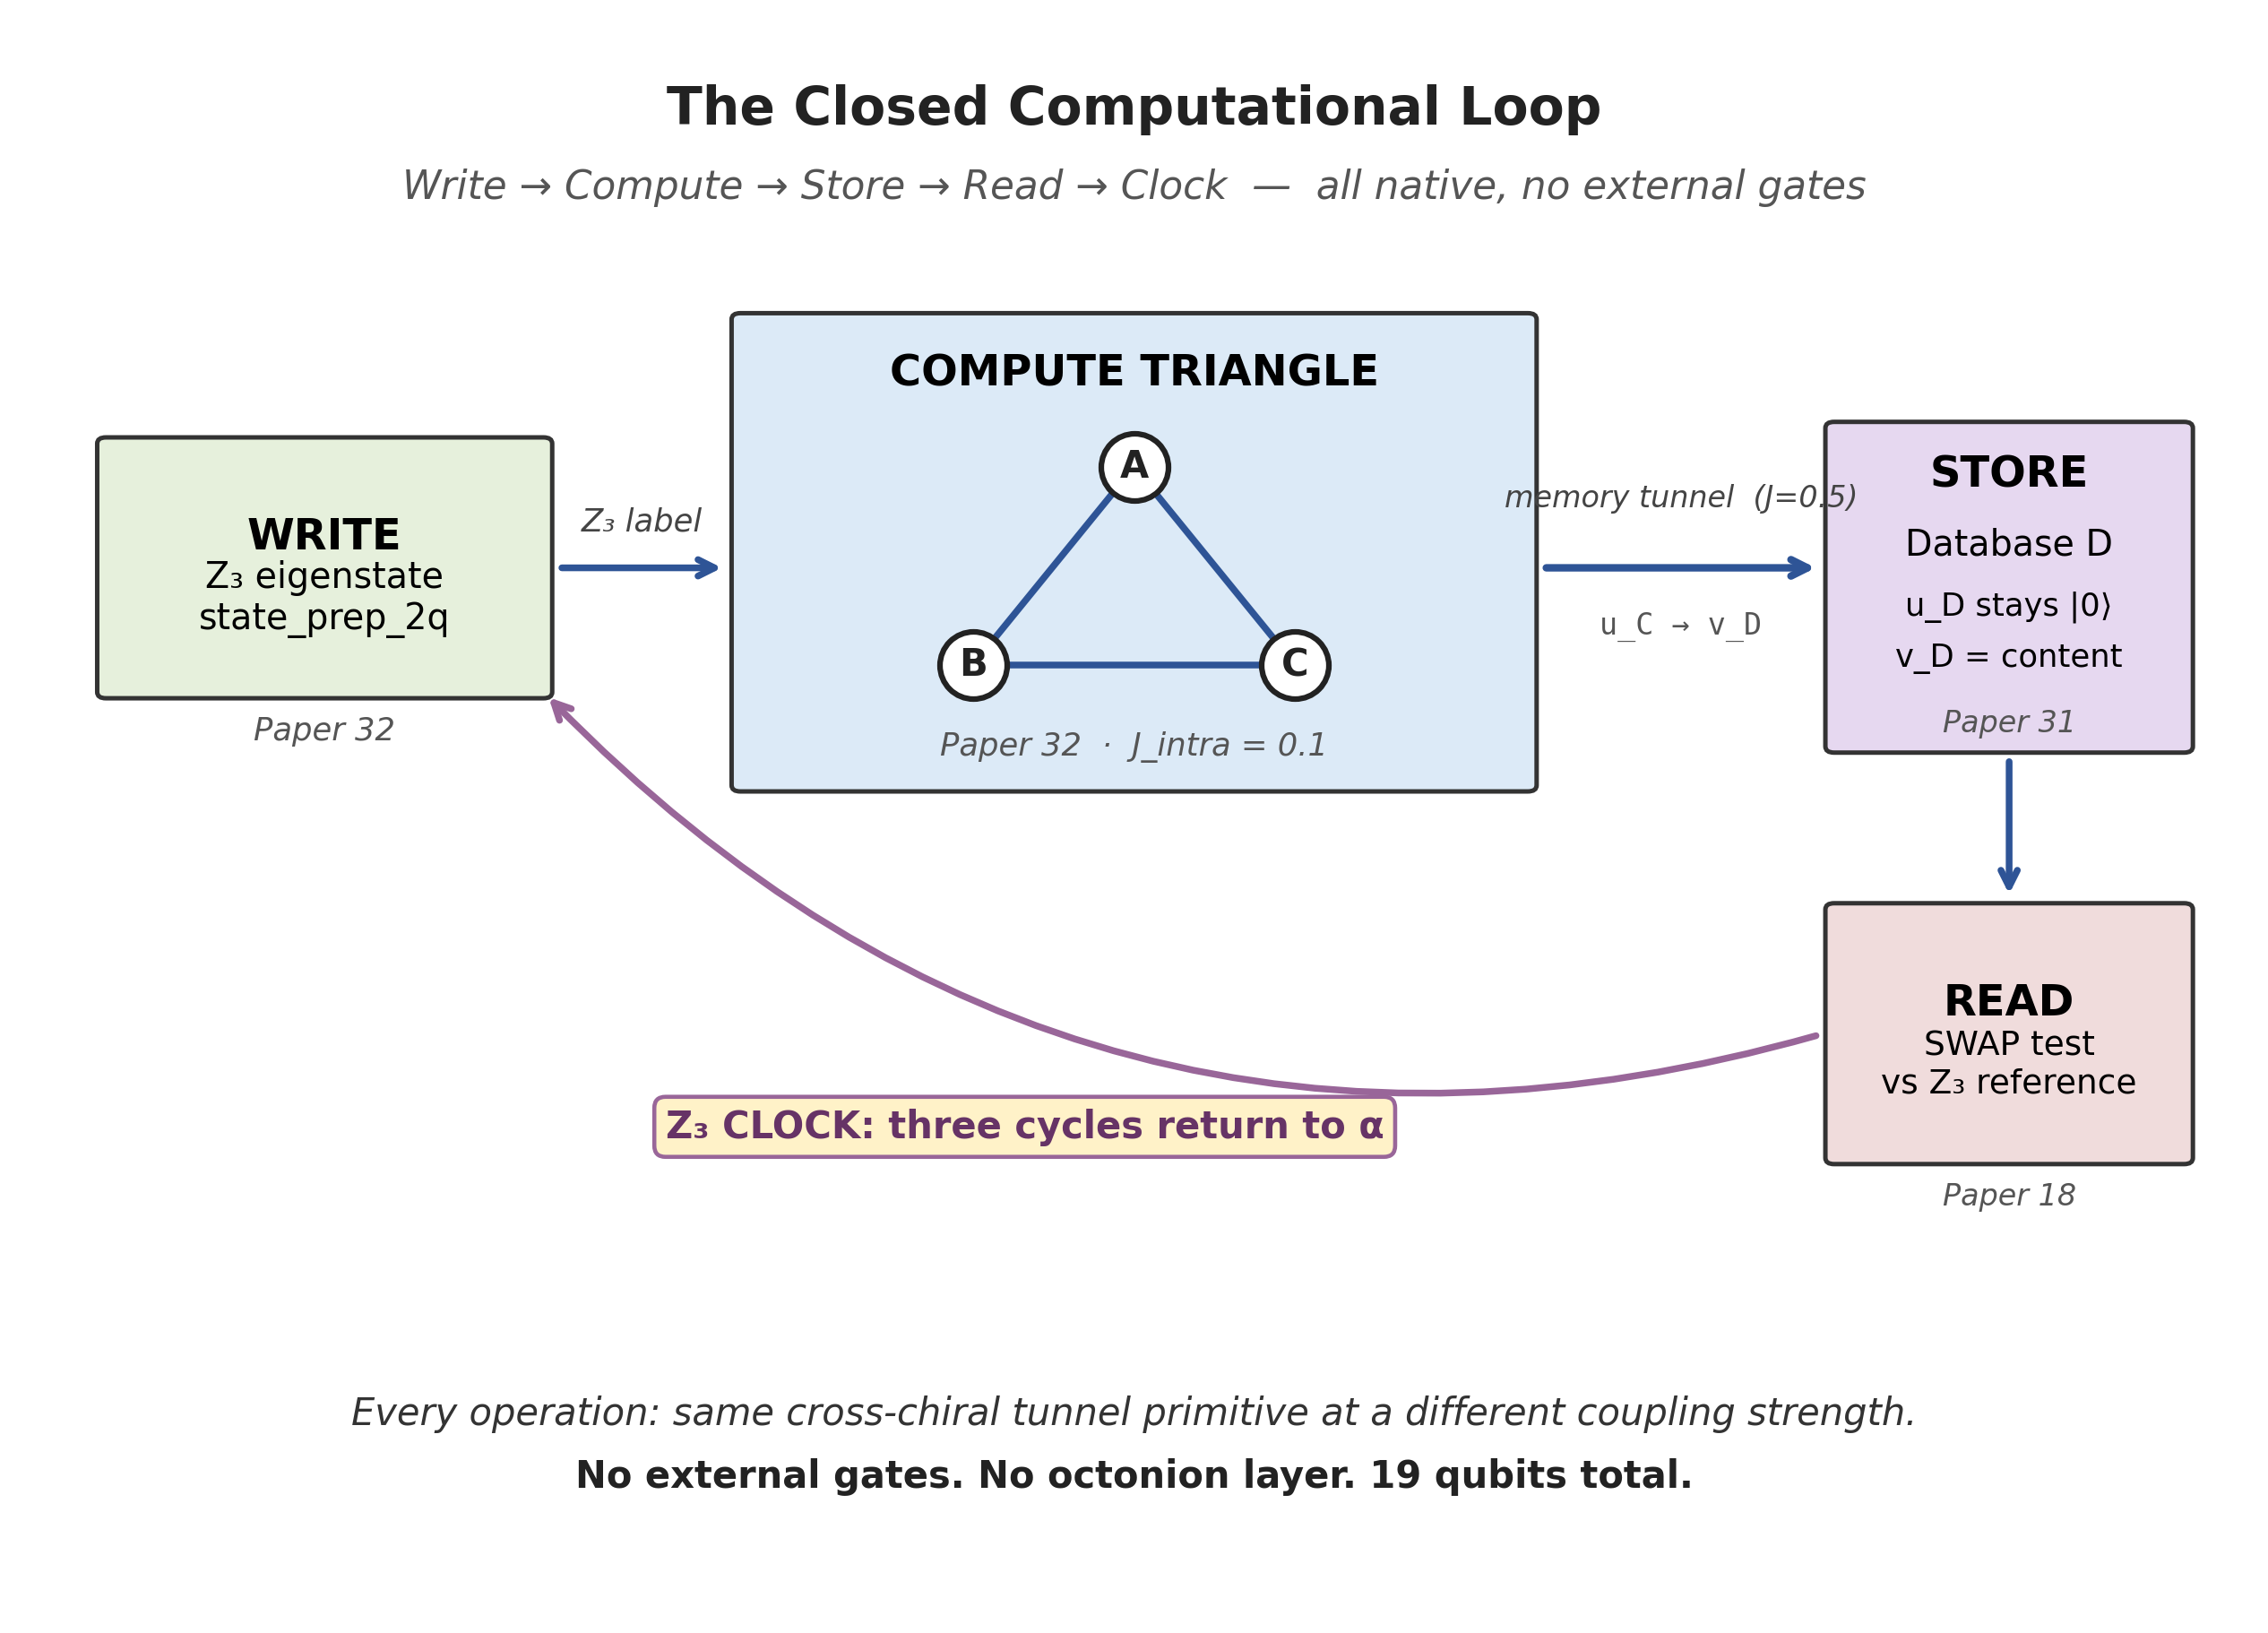 The Closed Computational Loop
Write → Compute → Store → Read → Clock — all native, no external gates
WRITE
Z₃ eigenstate
state_prep_2q
Paper 32
Z₃ label
COMPUTE TRIANGLE
A
B
C
Paper 32 · J_intra = 0.1
memory tunnel (J=0.5)
u_C → v_D
STORE
Database D
u_D stays |0⟩
v_D = content
Paper 31
READ
SWAP test
vs Z₃ reference
Paper 18
Z₃ CLOCK: three cycles return to α
Every operation: same cross-chiral tunnel primitive at a different coupling strength.
No external gates. No octonion layer. 19 qubits total.